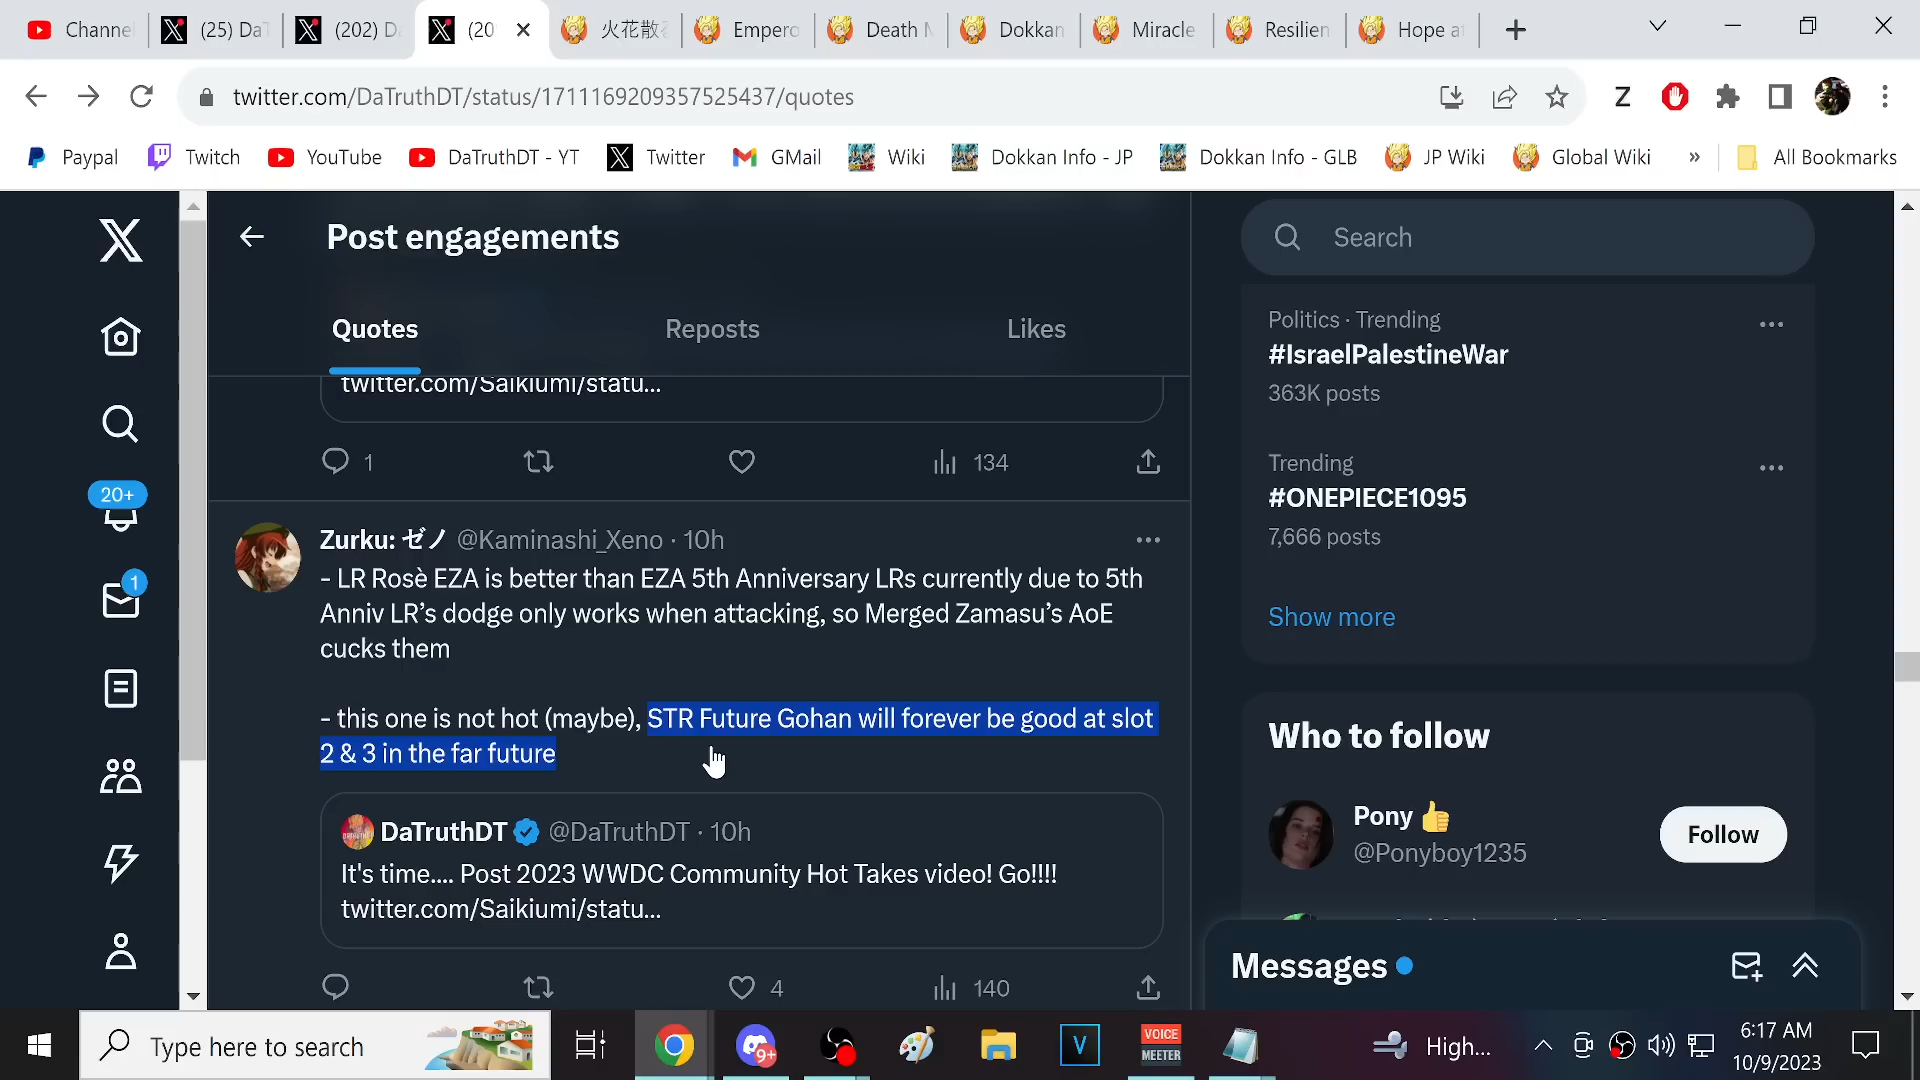 Channe
(25) DaT
(202) Da
(20
火花散る
Empero
Death M
Dokkan
Miracle
Resilien
Hope a
twitter.com/DaTruthDT/status/1711169209357525437/quotes
Z
Paypal
Twitch
YouTube
DaTruthDT - YT
Twitter
GMail
Wiki
Dokkan Info - JP
Dokkan Info - GLB
JP Wiki
Global Wiki
»
All Bookmarks
Post engagements
Search
Quotes
Reposts
Likes
twitter.com/Saikiumi/statu...
1
134
Politics · Trending
#IsraelPalestineWar
363K posts
Trending
#ONEPIECE1095
7,666 posts
Show more
20+
1
Zurku: ゼノ @Kaminashi_Xeno · 10h
- LR Rosè EZA is better than EZA 5th Anniversary LRs currently due to 5th
Anniv LR’s dodge only works when attacking, so Merged Zamasu’s AoE
cucks them
- this one is not hot (maybe), STR Future Gohan will forever be good at slot
2 & 3 in the far future
DaTruthDT @DaTruthDT · 10h
It's time.... Post 2023 WWDC Community Hot Takes video! Go!!!!
twitter.com/Saikiumi/statu...
4
140
Who to follow
Pony 👍
@Ponyboy1235
Follow
Messages
Type here to search
9+
V
VOICE
MEETER
High...
6:17 AM
10/9/2023